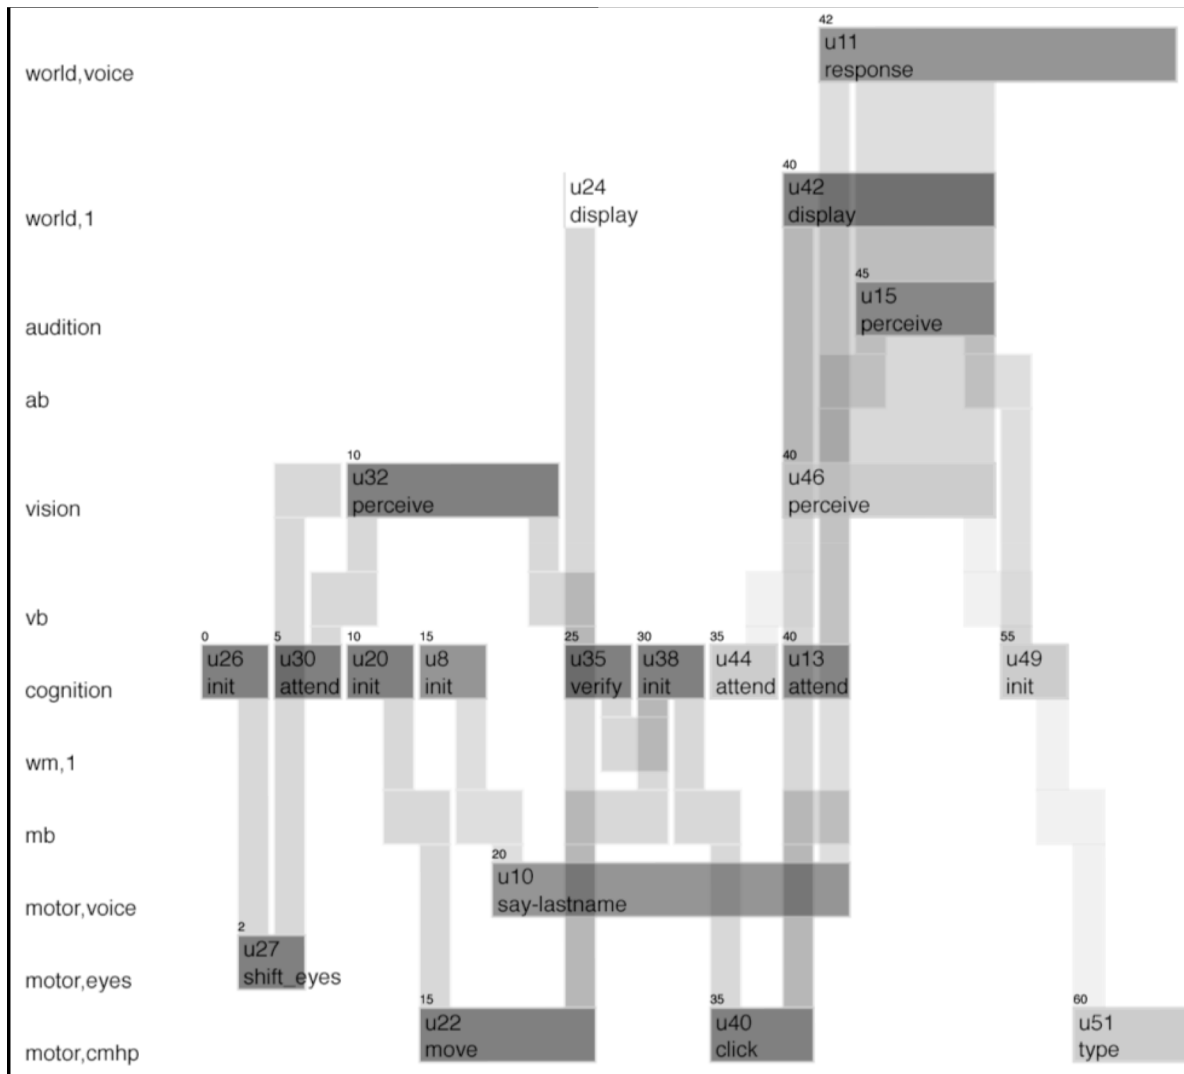 42
u11
world,voice
response
40
u24
u42
world,1
display
display
45
u15
audition
perceive
ab
10
40
u32
u46
vision
perceive
perceive
vb
0 5 10 15 25 30 35 40 55
u26 u30 u20 u8 u35 u38 u44 u13 u49
cognition init attend init init verify init attend attend init
wm,1
mb
20
u10
motor,voice say-lastname
2
u27
motor,eyes shift_eyes
15 35 60
u22 u40 u51
motor,cmhp move click type